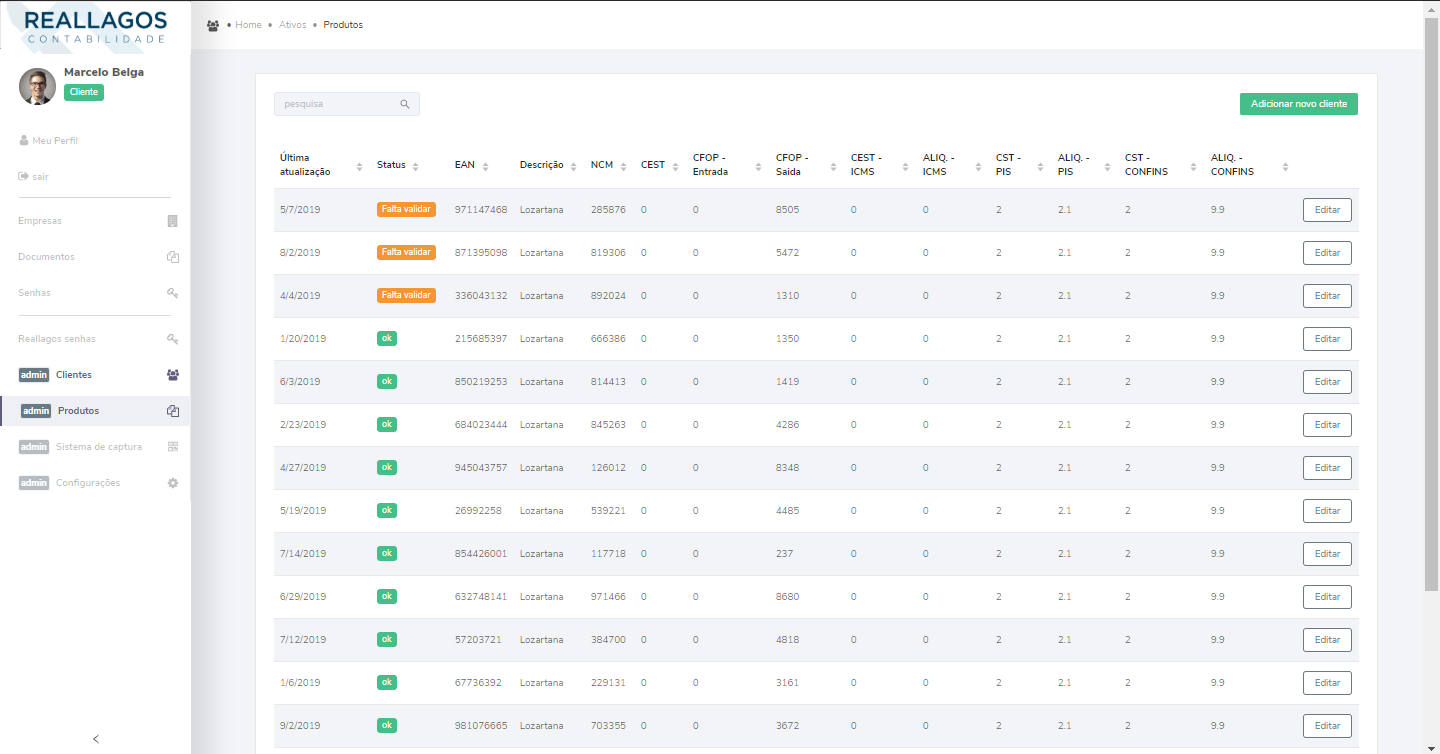 REALLAGOS
CONTABILIDADE
Marcelo Belga
Cliente
Meu Perfil
sair
Empresas
Documentos
Senhas
Reallagos senhas
admin Clientes
admin Produtos
admin Sistema de captura
admin Configurações
• Home • Ativos • Produtos
pesquisa
Adicionar novo cliente
Última atualização Status EAN Descrição NCM CEST CFOP - Entrada CFOP - Saida CEST - ICMS ALIQ. - ICMS CST - PIS ALIQ. - PIS CST - CONFINS ALIQ. - CONFINS
5/7/2019 Falta validar 971147468 Lozartana 285876 0 0 8505 0 0 2 2.1 2 9.9 Editar
8/2/2019 Falta validar 871395098 Lozartana 819306 0 0 5472 0 0 2 2.1 2 9.9 Editar
4/4/2019 Falta validar 336043132 Lozartana 892024 0 0 1310 0 0 2 2.1 2 9.9 Editar
1/20/2019 ok 215685397 Lozartana 666386 0 0 1350 0 0 2 2.1 2 9.9 Editar
6/3/2019 ok 850219253 Lozartana 814413 0 0 1419 0 0 2 2.1 2 9.9 Editar
2/23/2019 ok 684023444 Lozartana 845263 0 0 4286 0 0 2 2.1 2 9.9 Editar
4/27/2019 ok 945043757 Lozartana 126012 0 0 8348 0 0 2 2.1 2 9.9 Editar
5/19/2019 ok 26992258 Lozartana 539221 0 0 4485 0 0 2 2.1 2 9.9 Editar
7/14/2019 ok 854426001 Lozartana 117718 0 0 237 0 0 2 2.1 2 9.9 Editar
6/29/2019 ok 632748141 Lozartana 971466 0 0 8680 0 0 2 2.1 2 9.9 Editar
7/12/2019 ok 57203721 Lozartana 384700 0 0 4818 0 0 2 2.1 2 9.9 Editar
1/6/2019 ok 67736392 Lozartana 229131 0 0 3161 0 0 2 2.1 2 9.9 Editar
9/2/2019 ok 981076665 Lozartana 703355 0 0 3672 0 0 2 2.1 2 9.9 Editar